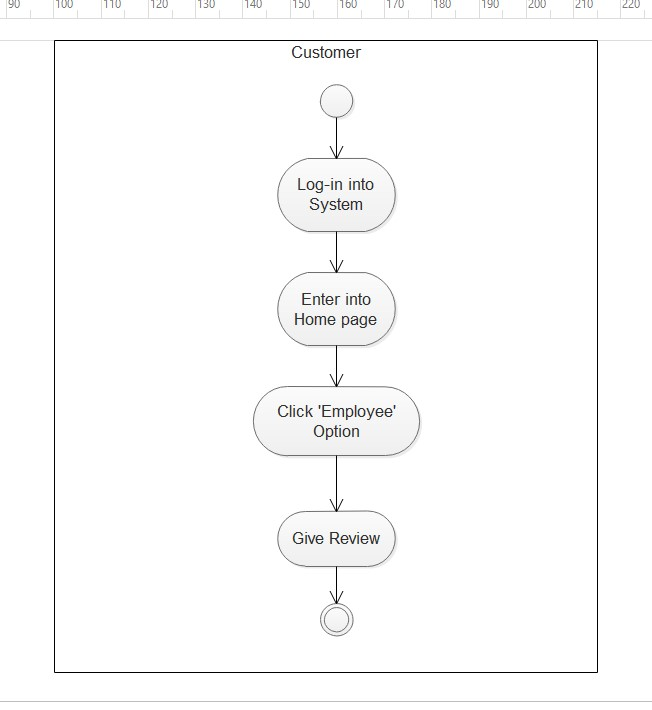 90 100 110 120 130 140 150 160 170 180 190 200 210 220
Customer
Log-in into
System
Enter into
Home page
Click 'Employee'
Option
Give Review